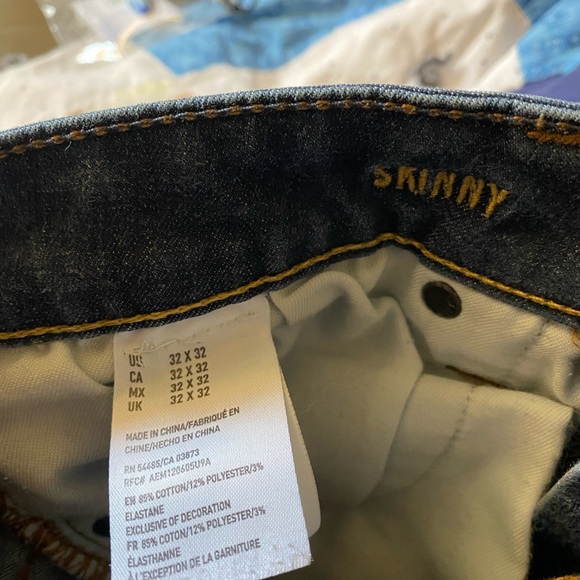 SKINNY
US 32 X 32
CA 32 X 32
MX 32 X 32
UK 32 X 32
MADE IN CHINA/FABRIQUÉ EN
CHINE/HECHO EN CHINA
RN 54485/CA 03873
RFC# AEM120605U9A
EN 85% COTTON/12% POLYESTER/3%
ELASTANE
EXCLUSIVE OF DECORATION
FR 85% COTON/12% POLYESTER/3%
ÉLASTHANNE
À L'EXCEPTION DE LA GARNITURE